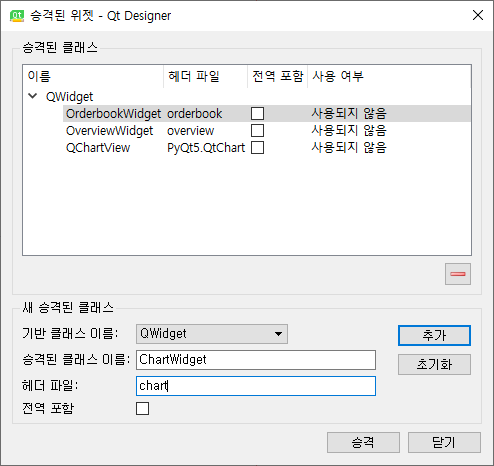 승격된 위젯 - Qt Designer
승격된 클래스
이름 헤더 파일 전역 포함 사용 여부
QWidget
OrderbookWidget orderbook 사용되지 않음
OverviewWidget overview 사용되지 않음
QChartView PyQt5.QtChart 사용되지 않음
새 승격된 클래스
기반 클래스 이름: QWidget 추가
승격된 클래스 이름: ChartWidget 초기화
헤더 파일: chart
전역 포함
승격 닫기